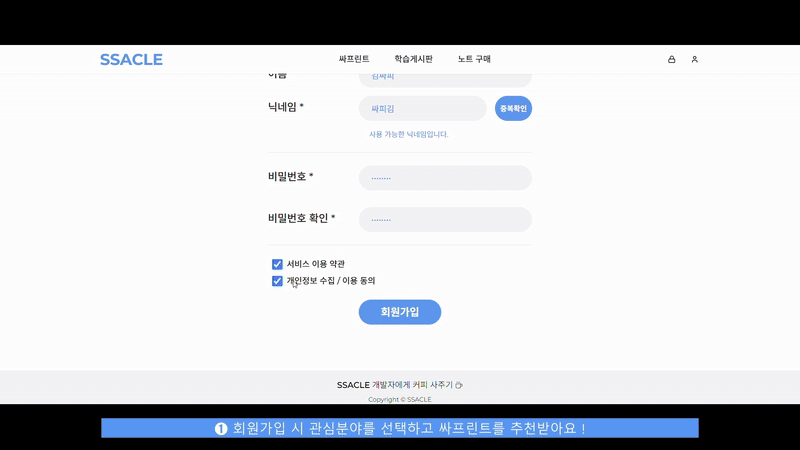 SSACLE 싸프린트 학습게시판 노트 구매
이름 김싸피
닉네임 * 싸피김 중복확인
사용 가능한 닉네임입니다.
비밀번호 * ········
비밀번호 확인 * ········
서비스 이용 약관
개인정보 수집 / 이용 동의
회원가입
SSACLE 개발자에게 커피 사주기
Copyright © SSACLE
❶ 회원가입 시 관심분야를 선택하고 싸프린트를 추천받아요 !